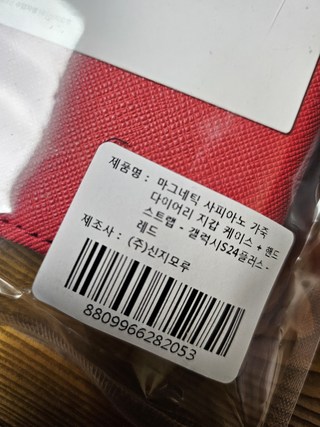 제품명 : 마그네틱 사피아노 가죽
다이어리 지갑 케이스 + 핸드
스트랩 - 갤럭시S24플러스 -
레드
제조사 : (주)신지모루
8809966282053